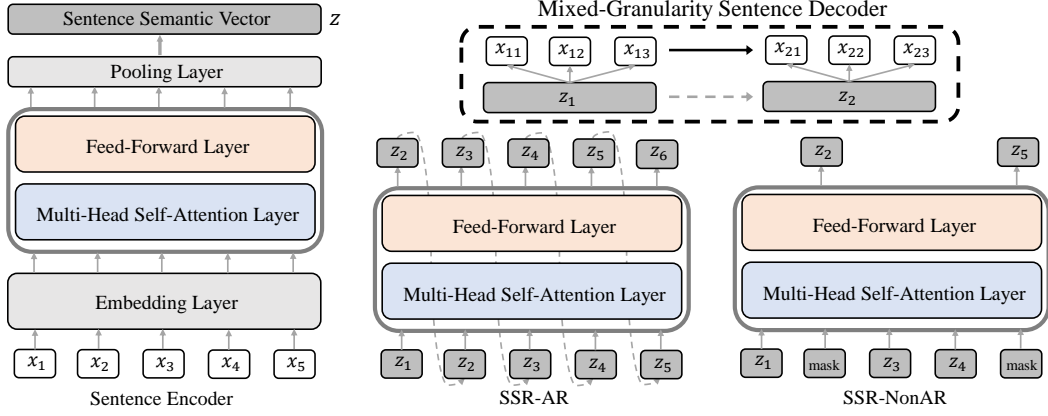 Sentence Semantic Vector z
Pooling Layer
Feed-Forward Layer
Multi-Head Self-Attention Layer
Embedding Layer
x₁ x₂ x₃ x₄ x₅
Sentence Encoder
Mixed-Granularity Sentence Decoder
x₁₁ x₁₂ x₁₃ x₂₁ x₂₂ x₂₃
z₁ z₂
z₂ z₃ z₄ z₅ z₆
Feed-Forward Layer
Multi-Head Self-Attention Layer
z₁ z₂ z₃ z₄ z₅
SSR-AR
z₂ z₅
Feed-Forward Layer
Multi-Head Self-Attention Layer
z₁ mask z₃ z₄ mask
SSR-NonAR